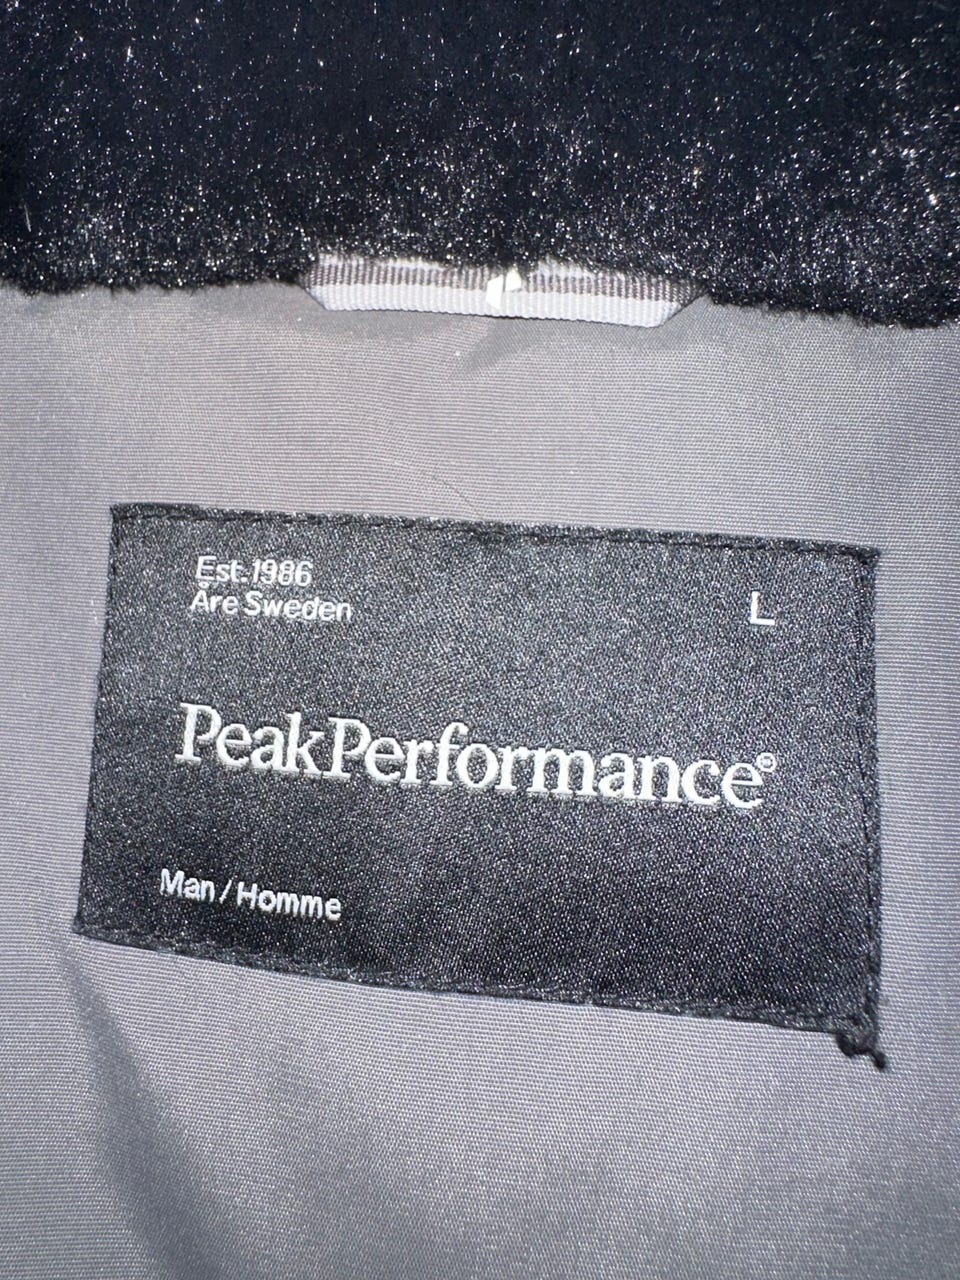 Est.1986
Åre Sweden
L
PeakPerformance®
Man/Homme